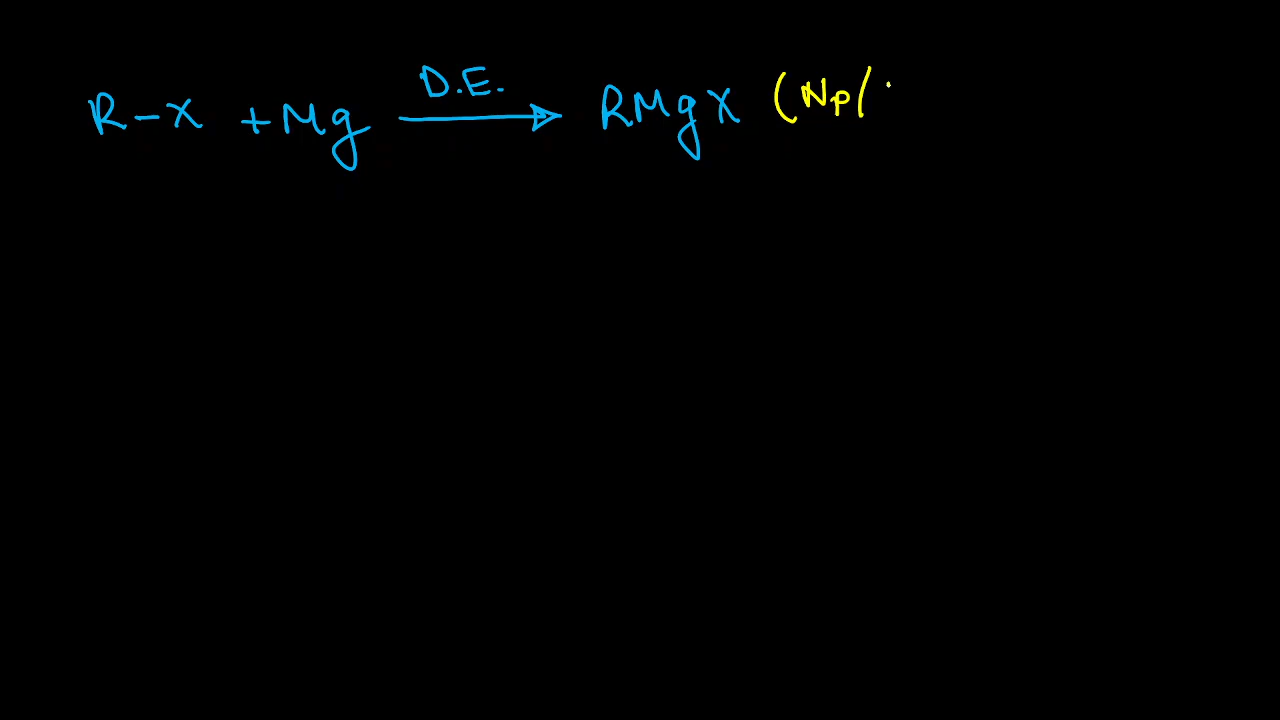 R-X + Mg D.E. → RMgX (Np/